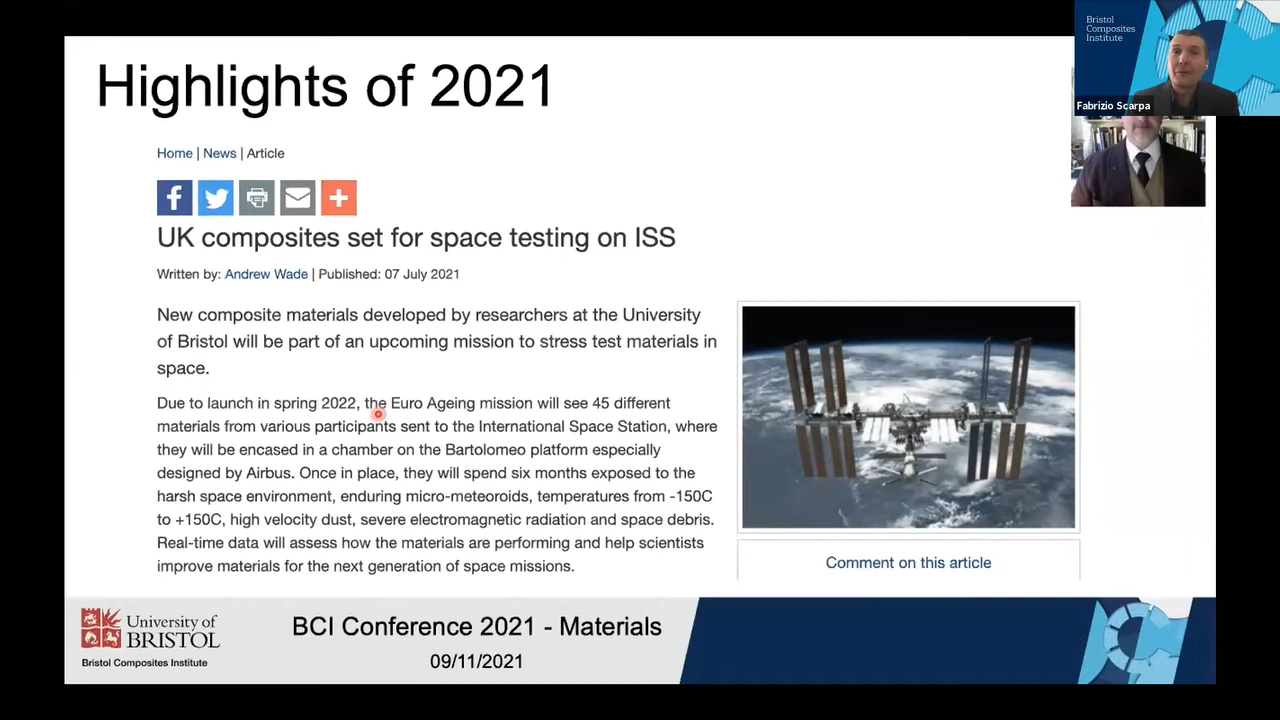 Highlights of 2021
Bristol
Composites
Institute
Fabrizio Scarpa
Home | News | Article
UK composites set for space testing on ISS
Written by: Andrew Wade | Published: 07 July 2021
New composite materials developed by researchers at the University
of Bristol will be part of an upcoming mission to stress test materials in
space.
Due to launch in spring 2022, the Euro Ageing mission will see 45 different
materials from various participants sent to the International Space Station, where
they will be encased in a chamber on the Bartolomeo platform especially
designed by Airbus. Once in place, they will spend six months exposed to the
harsh space environment, enduring micro-meteoroids, temperatures from -150C
to +150C, high velocity dust, severe electromagnetic radiation and space debris.
Real-time data will assess how the materials are performing and help scientists
improve materials for the next generation of space missions.
Comment on this article
University of
BRISTOL
Bristol Composites Institute
BCI Conference 2021 - Materials
09/11/2021